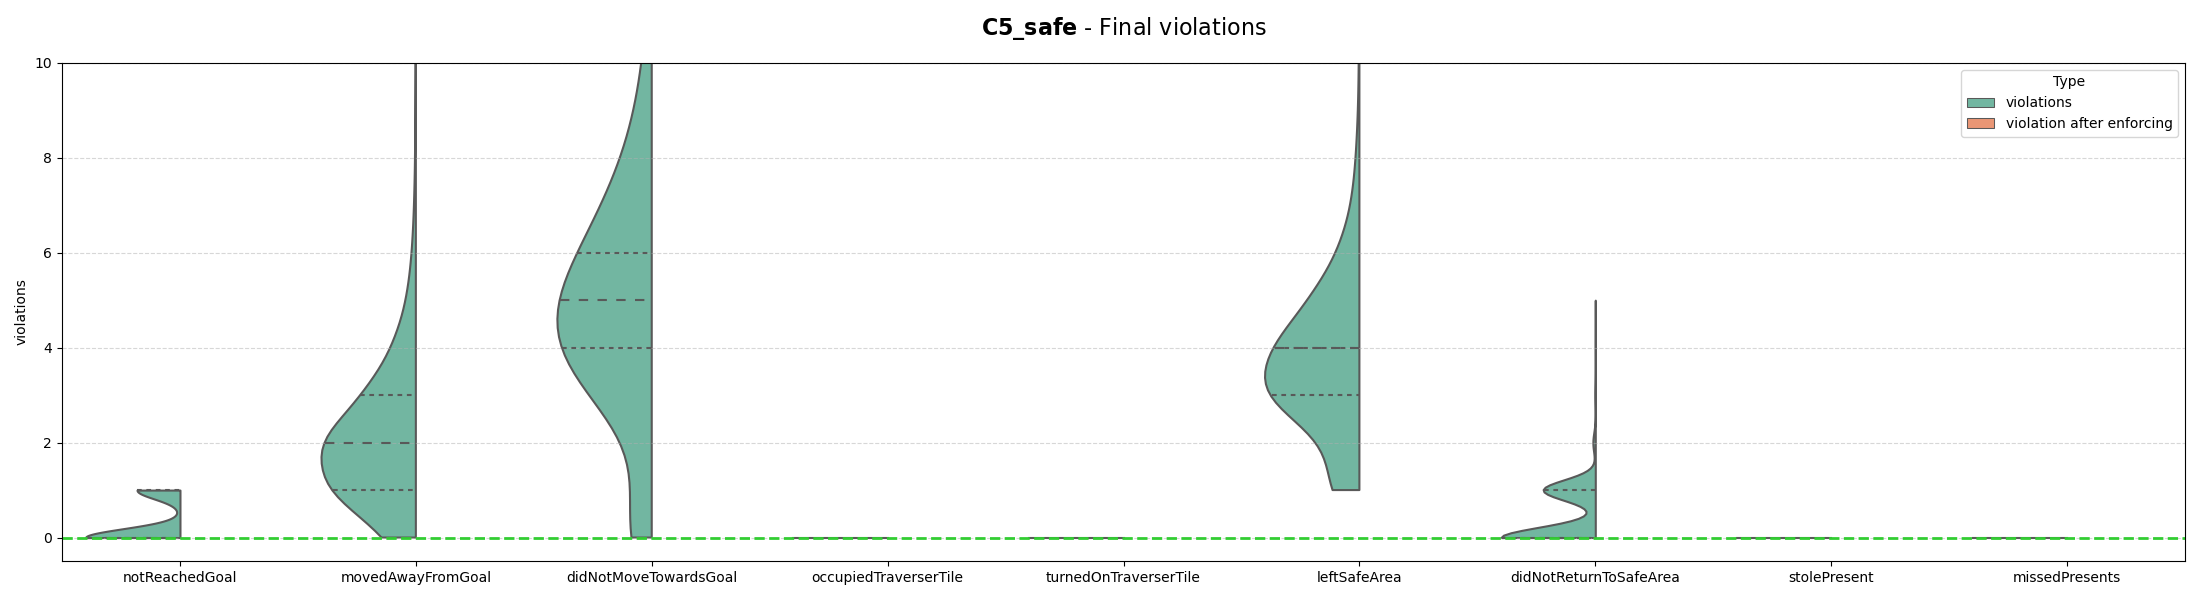 C5_safe - Final violations
10
8
6
4
2
0
violations
Type
violations
violation after enforcing
notReachedGoal
movedAwayFromGoal
didNotMoveTowardsGoal
occupiedTraverserTile
turnedOnTraverserTile
leftSafeArea
didNotReturnToSafeArea
stolePresent
missedPresents